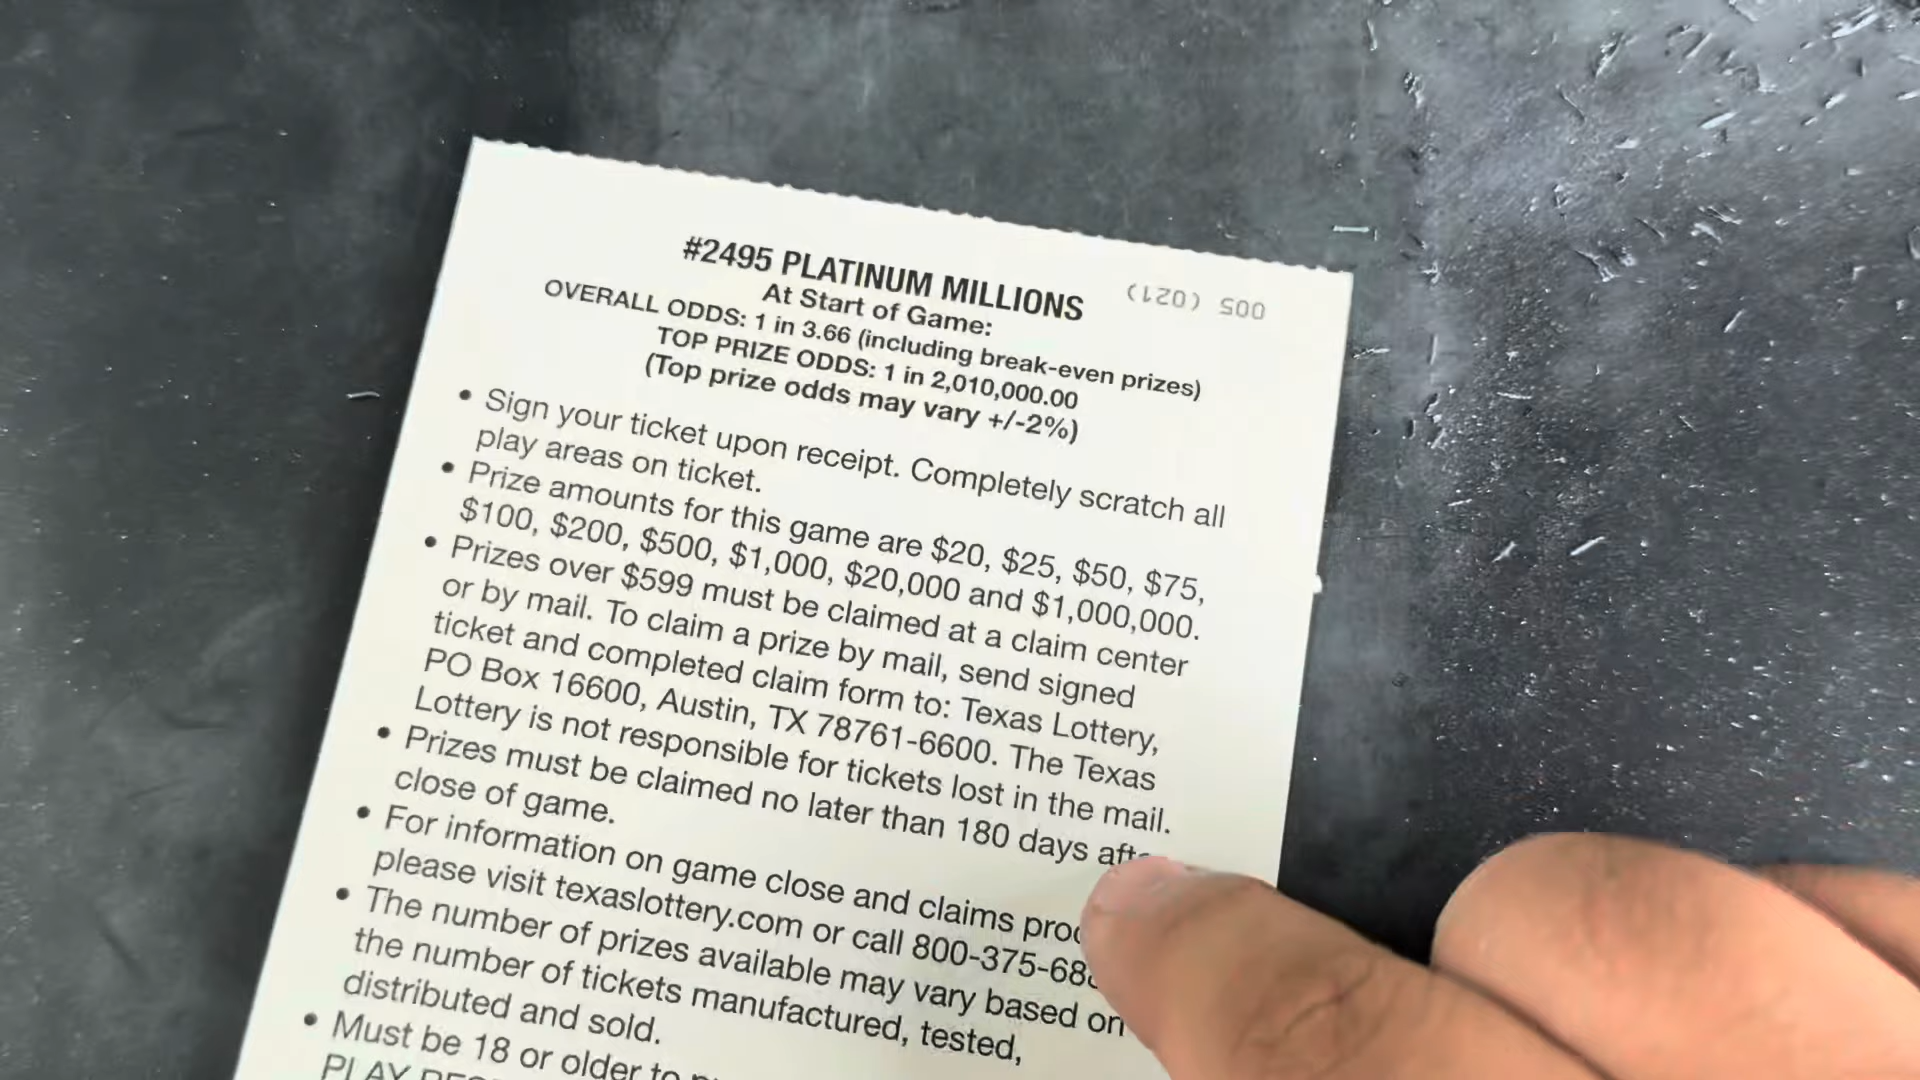 #2495 PLATINUM MILLIONS
005 (021)
At Start of Game:
OVERALL ODDS: 1 in 3.66 (including break-even prizes)
TOP PRIZE ODDS: 1 in 2,010,000.00
(Top prize odds may vary +/-2%)
• Sign your ticket upon receipt. Completely scratch all
play areas on ticket.
• Prize amounts for this game are $20, $25, $50, $75,
$100, $200, $500, $1,000, $20,000 and $1,000,000.
• Prizes over $599 must be claimed at a claim center
or by mail. To claim a prize by mail, send signed
ticket and completed claim form to: Texas Lottery,
PO Box 16600, Austin, TX 78761-6600. The Texas
Lottery is not responsible for tickets lost in the mail.
• Prizes must be claimed no later than 180 days
close of game.
• For information on game close and claims
please visit texaslottery.com or call
• The number of prizes available may vary based on
the number of tickets manufactured, tested,
distributed and sold.
• Must be 18 or older to
PLAY